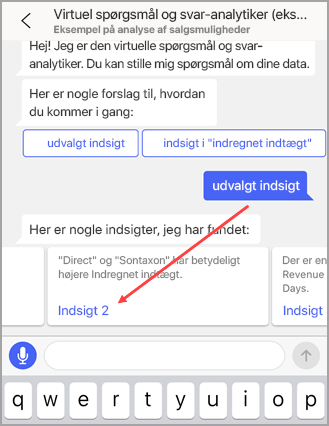 Virtuel spørgsmål og svar-analytiker (eks...
Eksempel på analyse af salgsmuligheder
Hej! Jeg er den virtuelle spørgsmål og svar-
analytiker. Du kan stille mig spørgsmål om dine data.
Her er nogle forslag til, hvordan
du kommer i gang:
udvalgt indsigt
indsigt i "indregnet indtægt"
udvalgt indsigt
Her er nogle indsigter, jeg har fundet:
"Direct" og "Sontaxon" har betydeligt
højere Indregnet indtægt.
Indsigt 2
Der er en
Revenue
Days.
Indsigt
q w e r t y u i o p